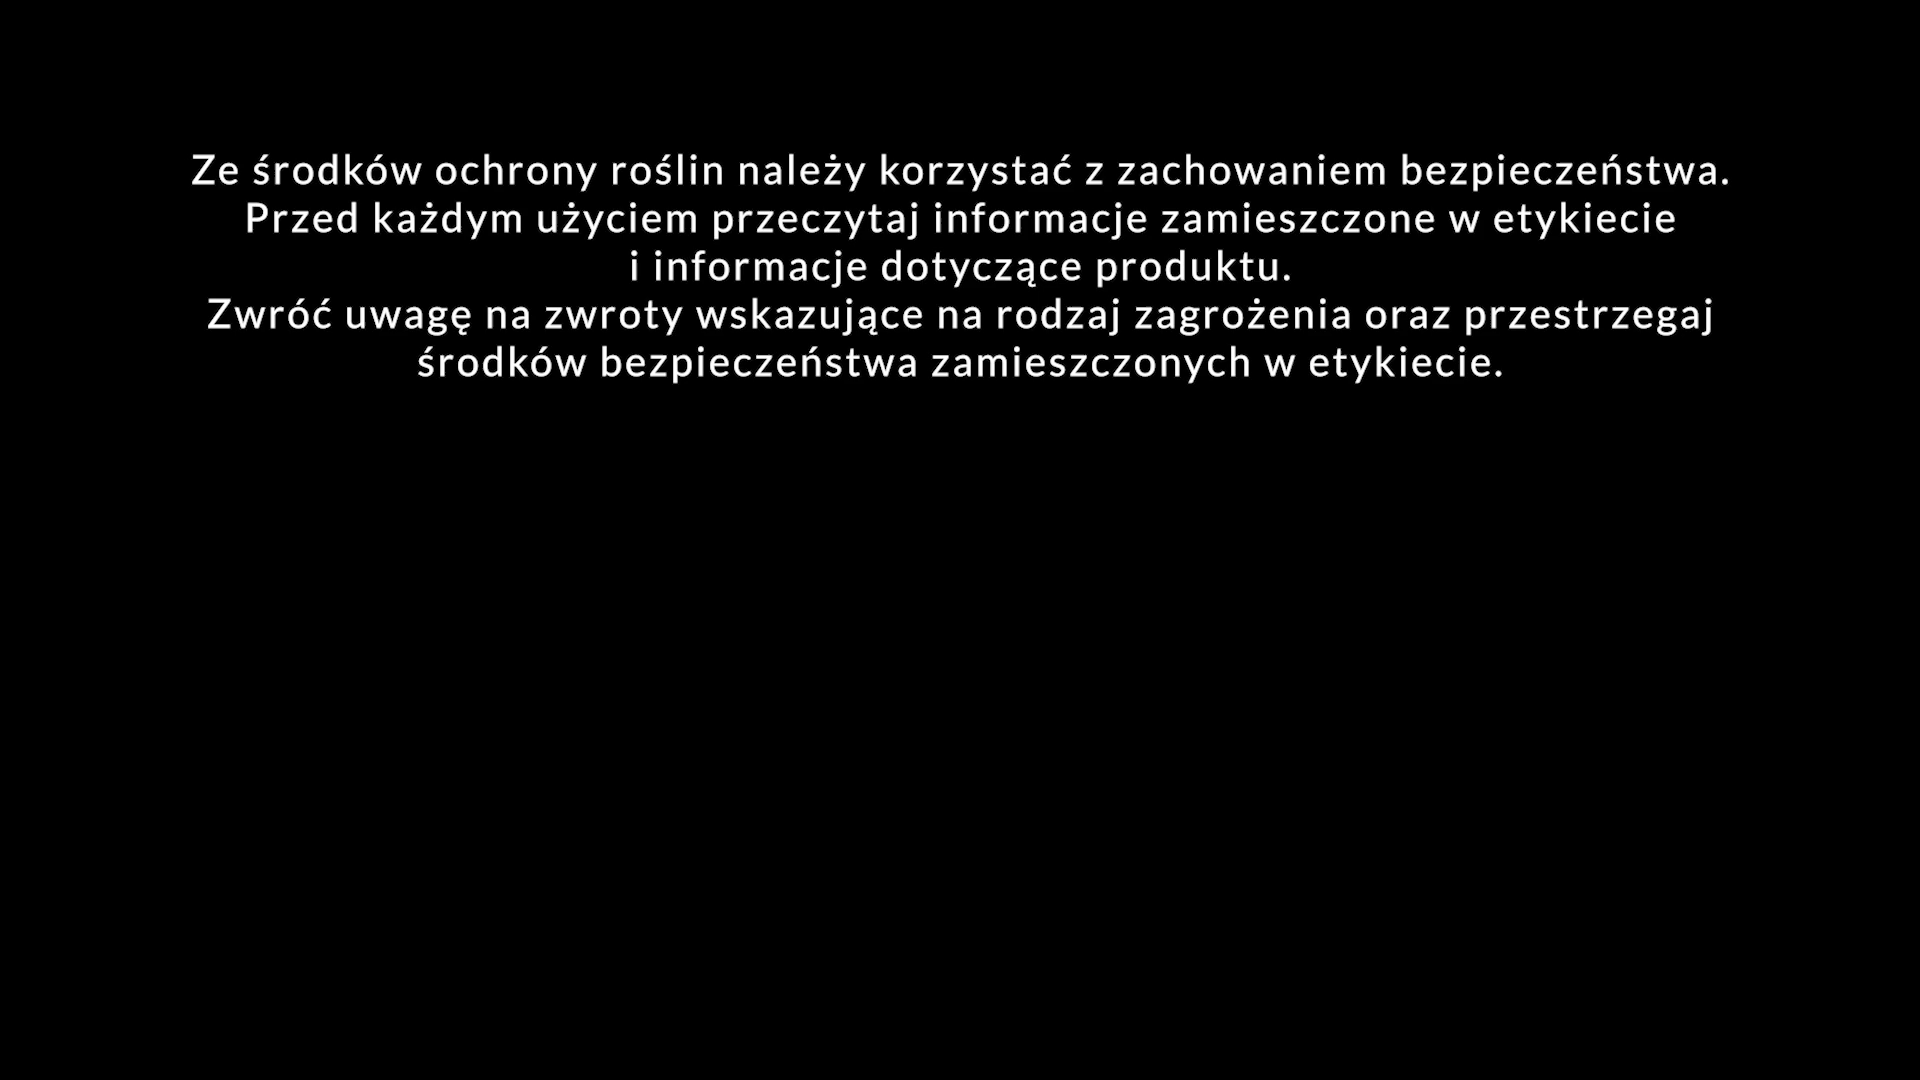 Ze środków ochrony roślin należy korzystać z zachowaniem bezpieczeństwa.
Przed każdym użyciem przeczytaj informacje zamieszczone w etykiecie
i informacje dotyczące produktu.
Zwróć uwagę na zwroty wskazujące na rodzaj zagrożenia oraz przestrzegaj
środków bezpieczeństwa zamieszczonych w etykiecie.